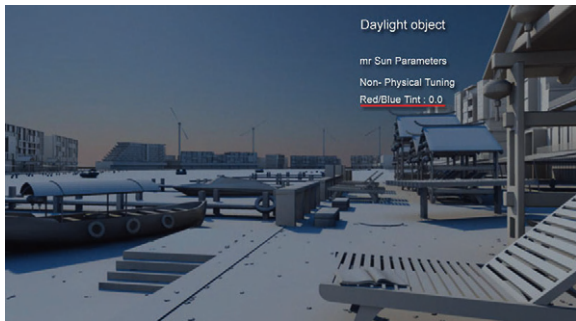 Daylight object
mr Sun Parameters
Non- Physical Tuning
Red/Blue Tint : 0.0